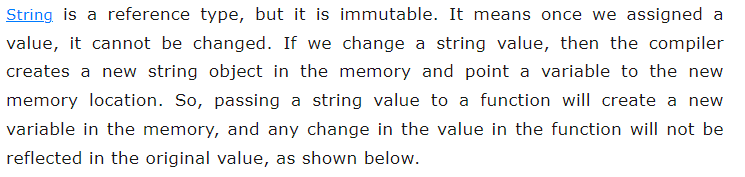 String is a reference type, but it is immutable. It means once we assigned a
value, it cannot be changed. If we change a string value, then the compiler
creates a new string object in the memory and point a variable to the new
memory location. So, passing a string value to a function will create a new
variable in the memory, and any change in the value in the function will not be
reflected in the original value, as shown below.